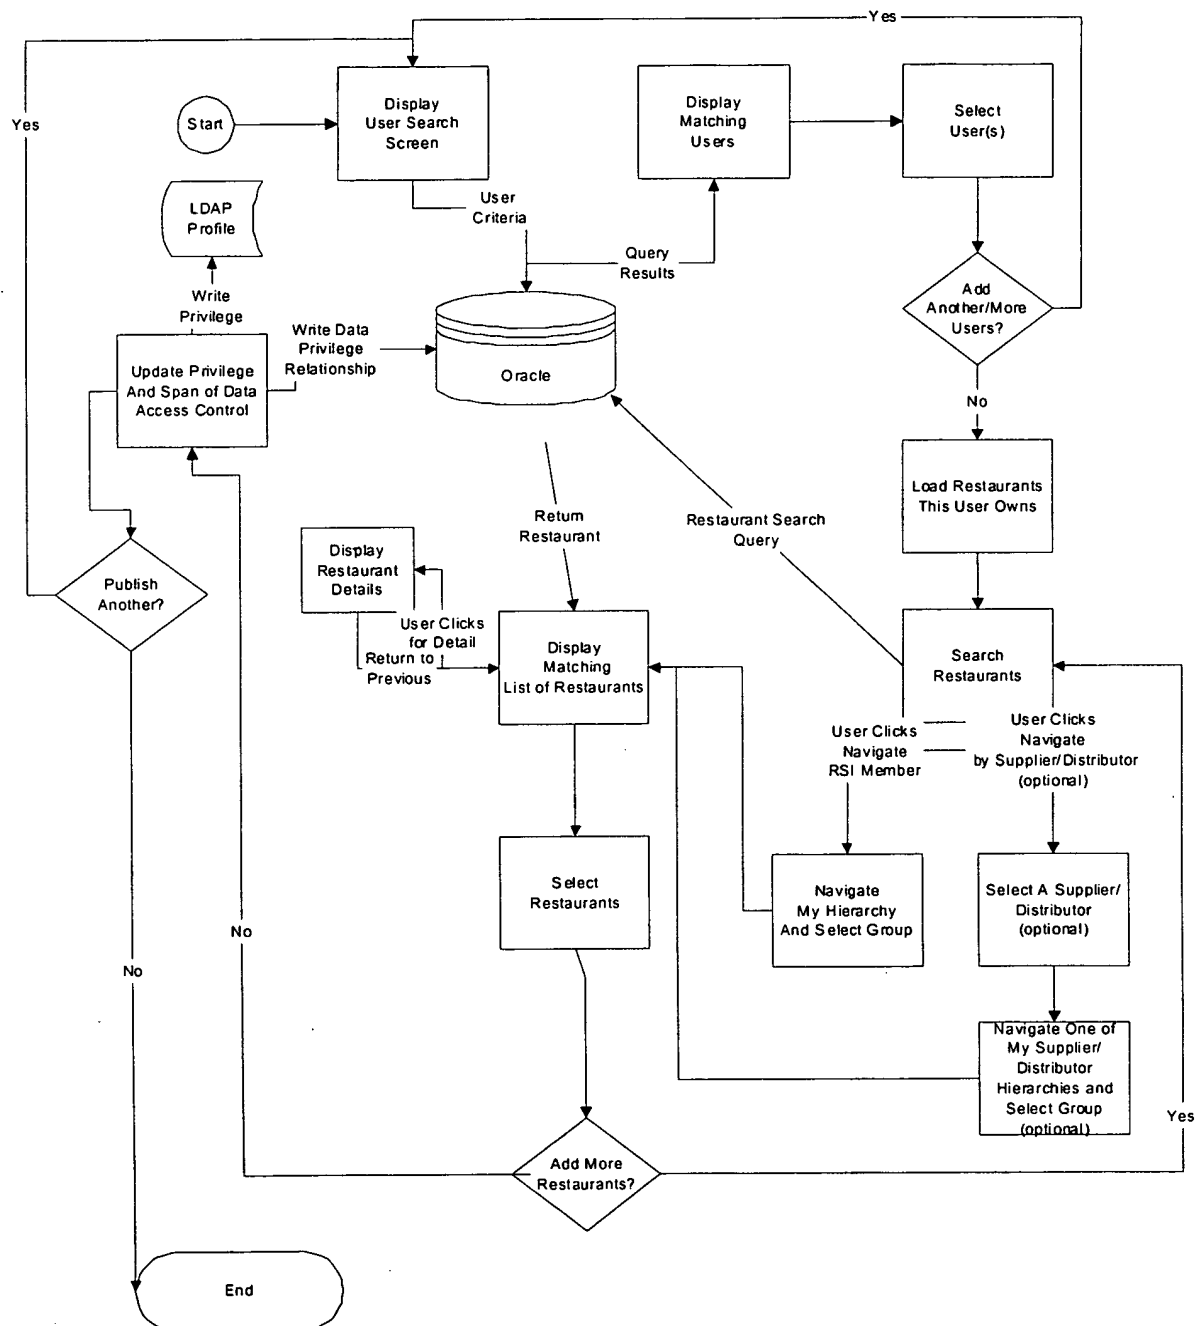 Yes
Yes
Start
Display
User Search
Screen
Display
Matching
Users
Select
User(s)
LDAP
Profile
User
Criteria
Query
Results
Write
Privilege
Write Data
Privilege
Relationship
Add
Another/More
Users?
Update Privilege
And Span of Data
Access Control
Oracle
No
Load Restaurants
This User Owns
Return
Restaurant
Restaurant Search
Query
Display
Restaurant
Details
Publish
Another?
User Clicks
for Detail
Return to
Previous
Display
Matching
List of Restaurants
Search
Restaurants
User Clicks
Navigate
RSI Member
User Clicks
Navigate
by Supplier/Distributor
(optional)
Select
Restaurants
Navigate
My Hierarchy
And Select Group
Select A Supplier/
Distributor
(optional)
No
No
Navigate One of
My Supplier/
Distributor
Hierarchies and
Select Group
(optional)
Yes
Add More
Restaurants?
End